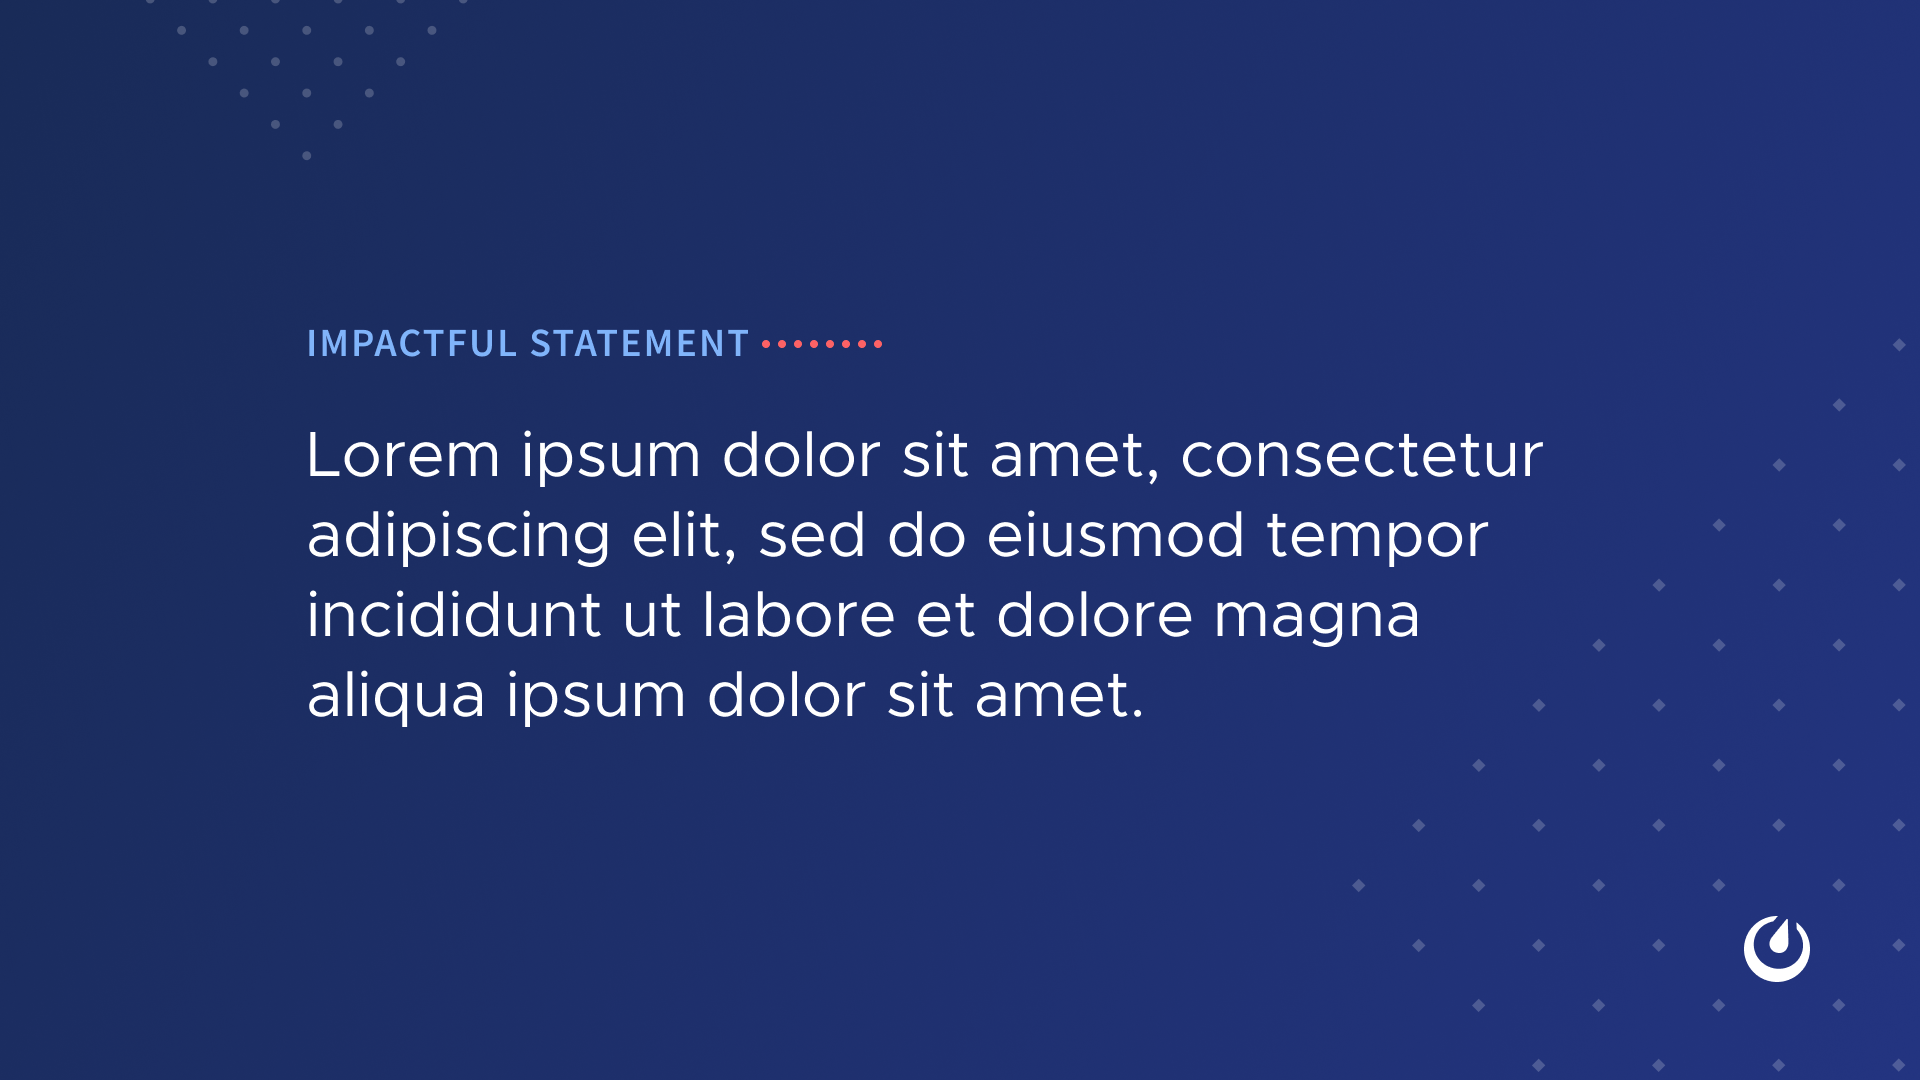 IMPACTFUL STATEMENT
Lorem ipsum dolor sit amet, consectetur
adipiscing elit, sed do eiusmod tempor
incididunt ut labore et dolore magna
aliqua ipsum dolor sit amet.